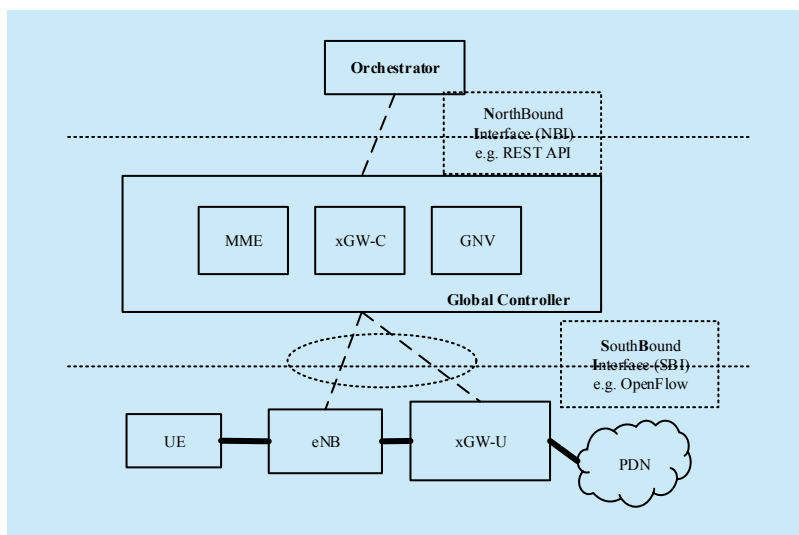 Orchestrator
NorthBound
Interface (NBI)
e.g. REST API
MME
xGW-C
GNV
Global Controller
SouthBound
Interface (SBI)
e.g. OpenFlow
UE
eNB
xGW-U
PDN